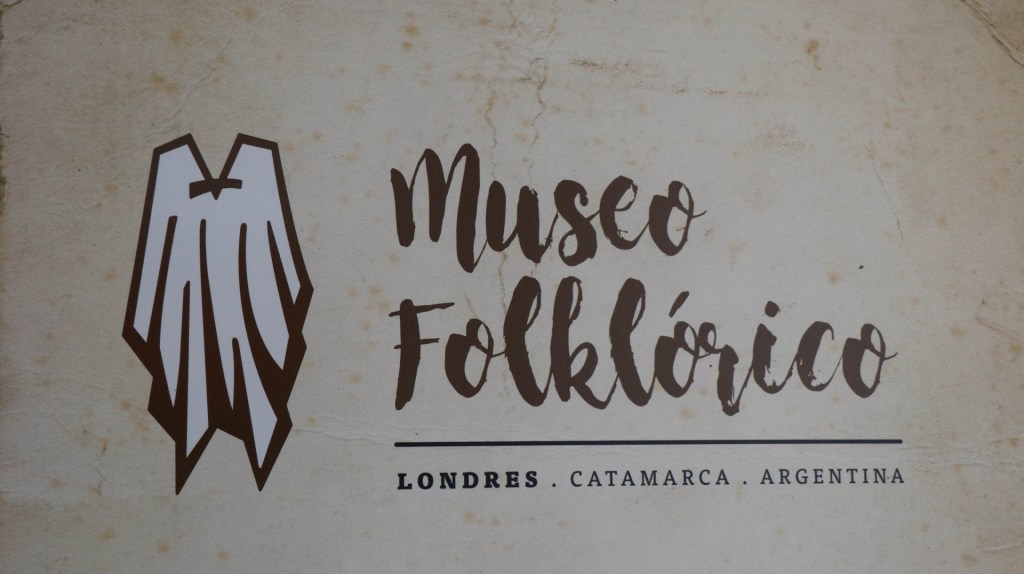 Museo
Folklórico
LONDRES . CATAMARCA . ARGENTINA